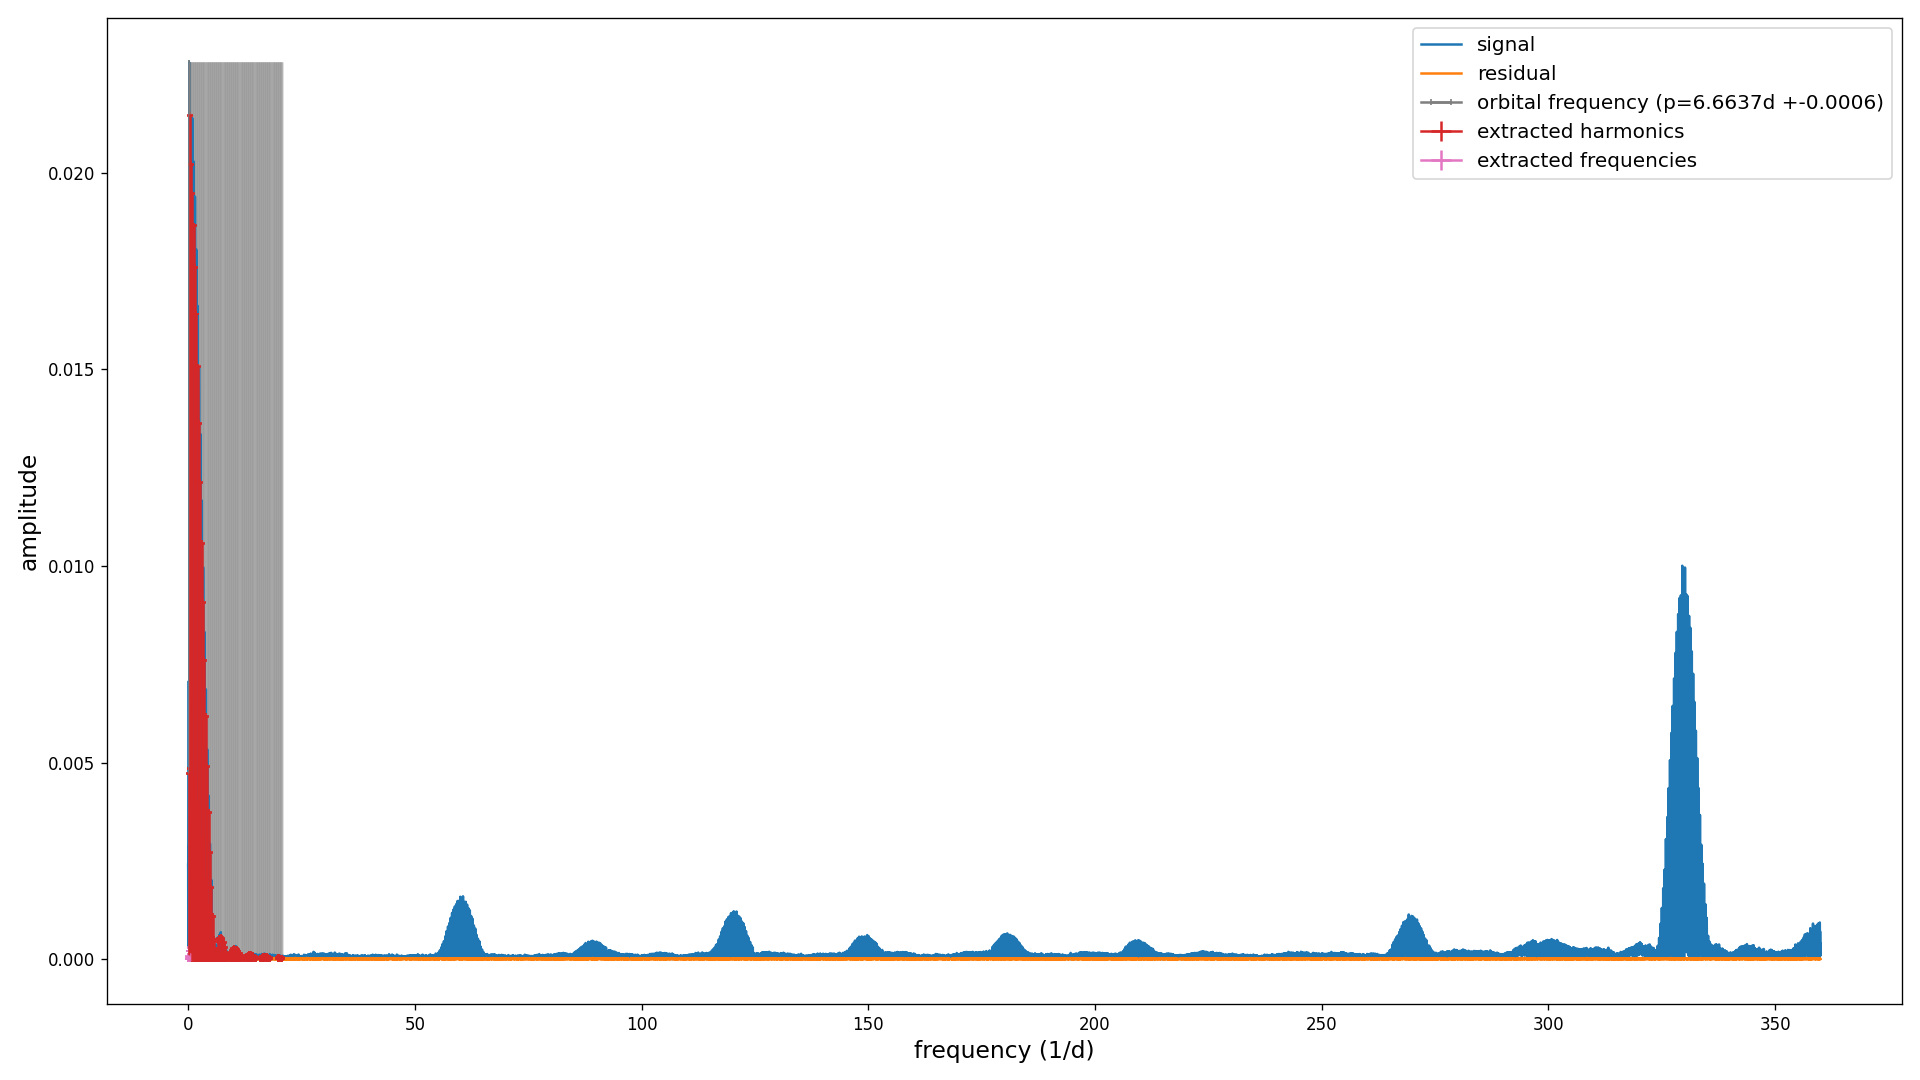 signal
residual
orbital frequency (p=6.6637d +-0.0006)
extracted harmonics
extracted frequencies
0.020
0.015
0.010
0.005
0.000
amplitude
0 50 100 150 200 250 300 350
frequency (1/d)